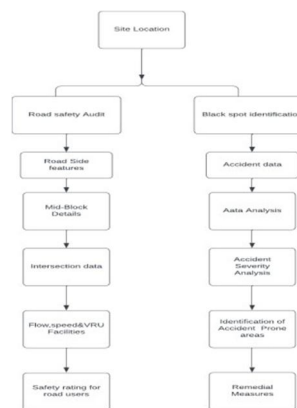 Site Location
Road safety Audit
Black spot identification
Road Side
features
Accident data
Mid-Block
Details
Aata Analysis
Intersection data
Accident
Severity
Analysis
Flow,speed&VRU
Facilities
Identification of
Accident Prone
areas
Safety rating for
road users
Remedial
Measures